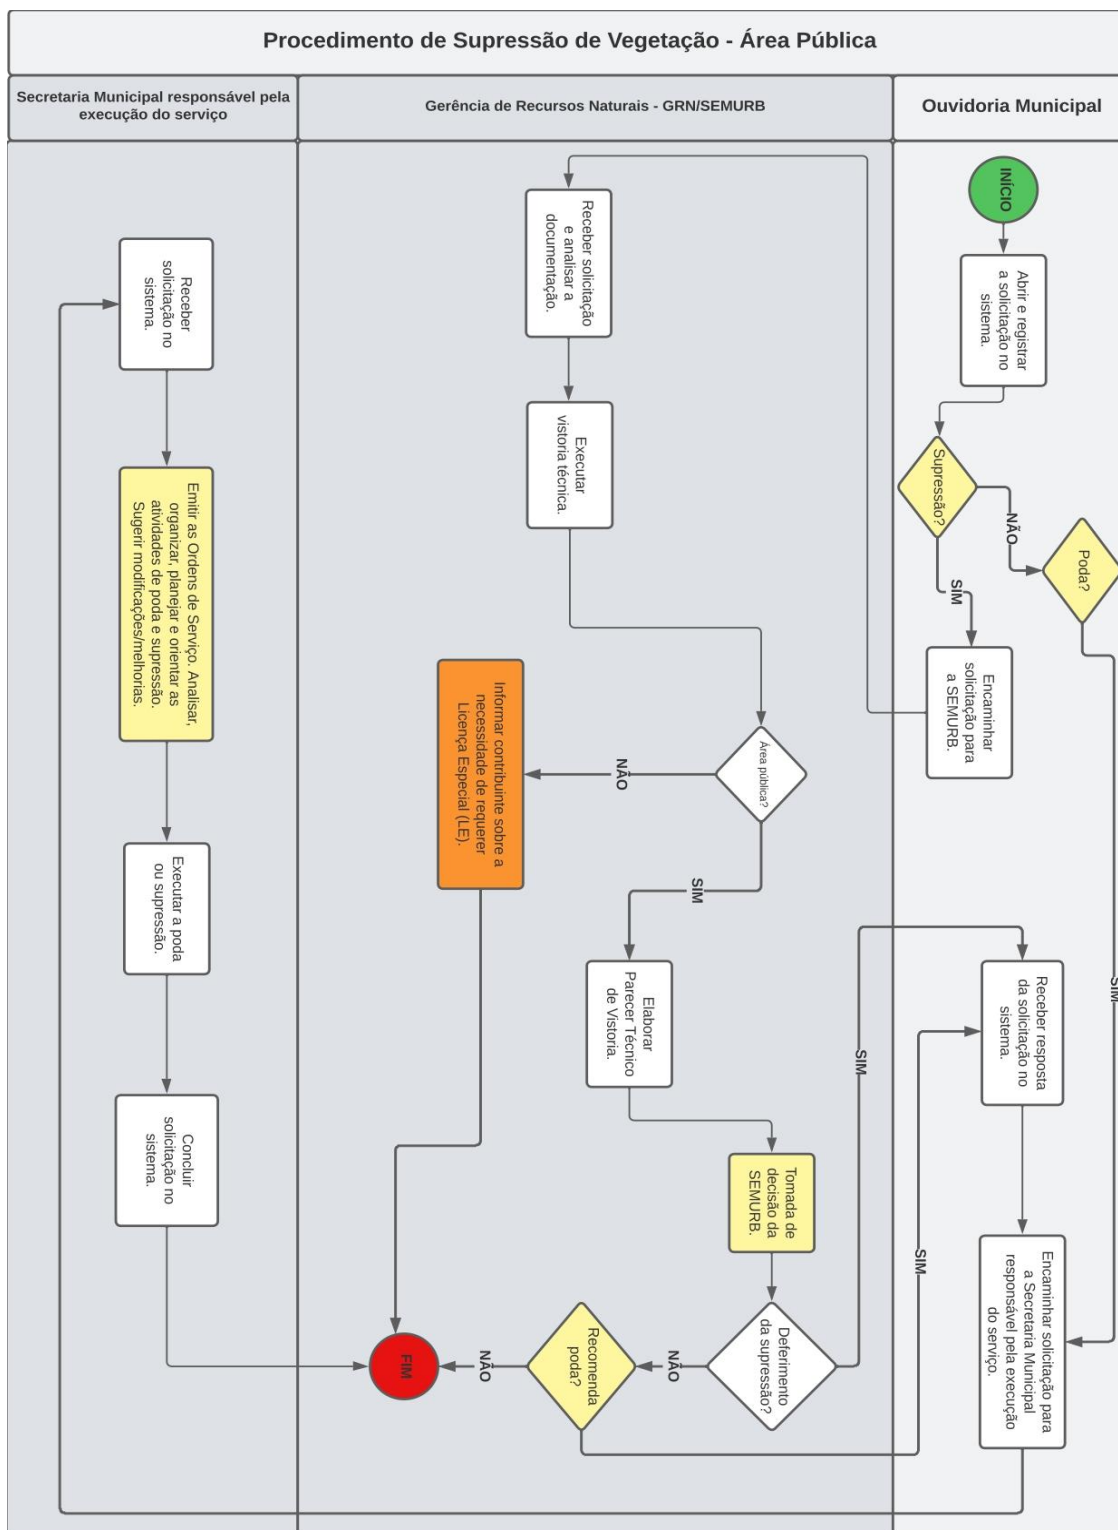 Procedimento de Supressão de Vegetação - Área Pública
Secretaria Municipal responsável pela
execução do serviço
Gerência de Recursos Naturais - GRN/SEMURB
Ouvidoria Municipal
INÍCIO
Abrir e registrar
a solicitação no
sistema.
Supressão?
NÃO
Poda?
SIM
SIM
Encaminhar
solicitação para
a SEMURB.
Receber solicitação
e analisar a
documentação.
Executar
vistoria técnica.
Área pública?
NÃO
Informar contribuinte sobre a
necessidade de requerer
Licença Especial (LE).
SIM
Elaborar
Parecer Técnico
de Vistoria.
Tomada de
decisão da
SEMURB.
Deferimento
da supressão?
SIM
NÃO
Recomenda
poda?
SIM
NÃO
FIM
Receber resposta
da solicitação no
sistema.
Encaminhar solicitação para
a Secretaria Municipal
responsável pela execução
do serviço.
Receber
solicitação no
sistema.
Emitir as Ordens de Serviço. Analisar,
organizar, planejar e orientar as
atividades de poda e supressão.
Sugerir modificações/melhorias.
Executar a poda
ou supressão.
Concluir
solicitação no
sistema.